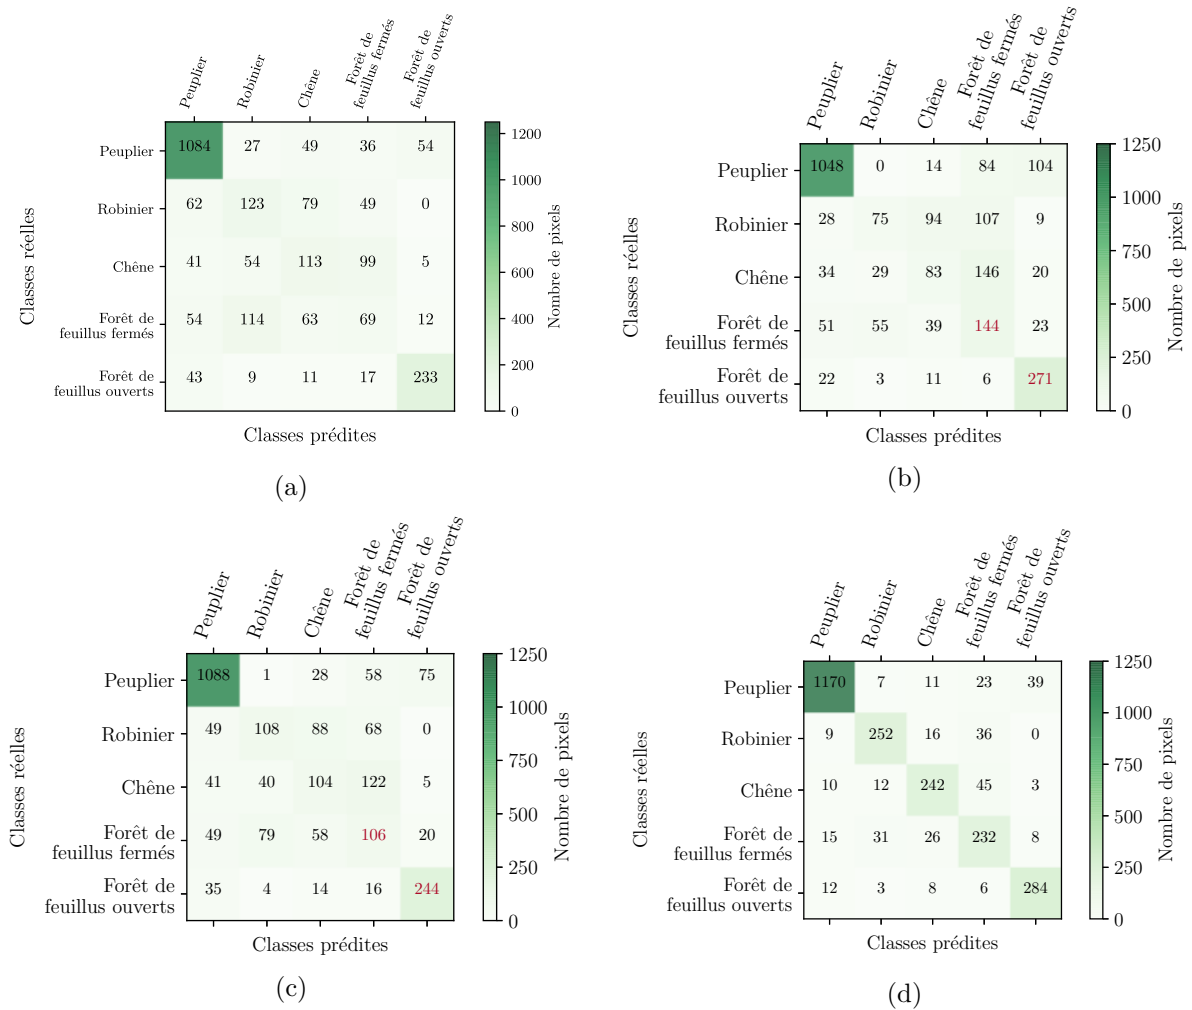 Peuplier
Robinier
Chêne
Forêt de
feuillus fermés
Forêt de
feuillus ouverts
Peuplier 1084 27 49 36 54
Robinier 62 123 79 49 0
Chêne 41 54 113 99 5
Forêt de
feuillus fermés 54 114 63 69 12
Forêt de
feuillus ouverts 43 9 11 17 233
Classes réelles
Classes prédites
1200
1000
800
600
400
200
0
Nombre de pixels
(a)
Peuplier
Robinier
Chêne
Forêt de
feuillus fermés
Forêt de
feuillus ouverts
Peuplier 1048 0 14 84 104
Robinier 28 75 94 107 9
Chêne 34 29 83 146 20
Forêt de
feuillus fermés 51 55 39 144 23
Forêt de
feuillus ouverts 22 3 11 6 271
Classes réelles
Classes prédites
1250
1000
750
500
250
0
Nombre de pixels
(b)
Peuplier
Robinier
Chêne
Forêt de
feuillus fermés
Forêt de
feuillus ouverts
Peuplier 1088 1 28 58 75
Robinier 49 108 88 68 0
Chêne 41 40 104 122 5
Forêt de
feuillus fermés 49 79 58 106 20
Forêt de
feuillus ouverts 35 4 14 16 244
Classes réelles
Classes prédites
1250
1000
750
500
250
0
Nombre de pixels
(c)
Peuplier
Robinier
Chêne
Forêt de
feuillus fermés
Forêt de
feuillus ouverts
Peuplier 1170 7 11 23 39
Robinier 9 252 16 36 0
Chêne 10 12 242 45 3
Forêt de
feuillus fermés 15 31 26 232 8
Forêt de
feuillus ouverts 12 3 8 6 284
Classes réelles
Classes prédites
1250
1000
750
500
250
0
Nombre de pixels
(d)